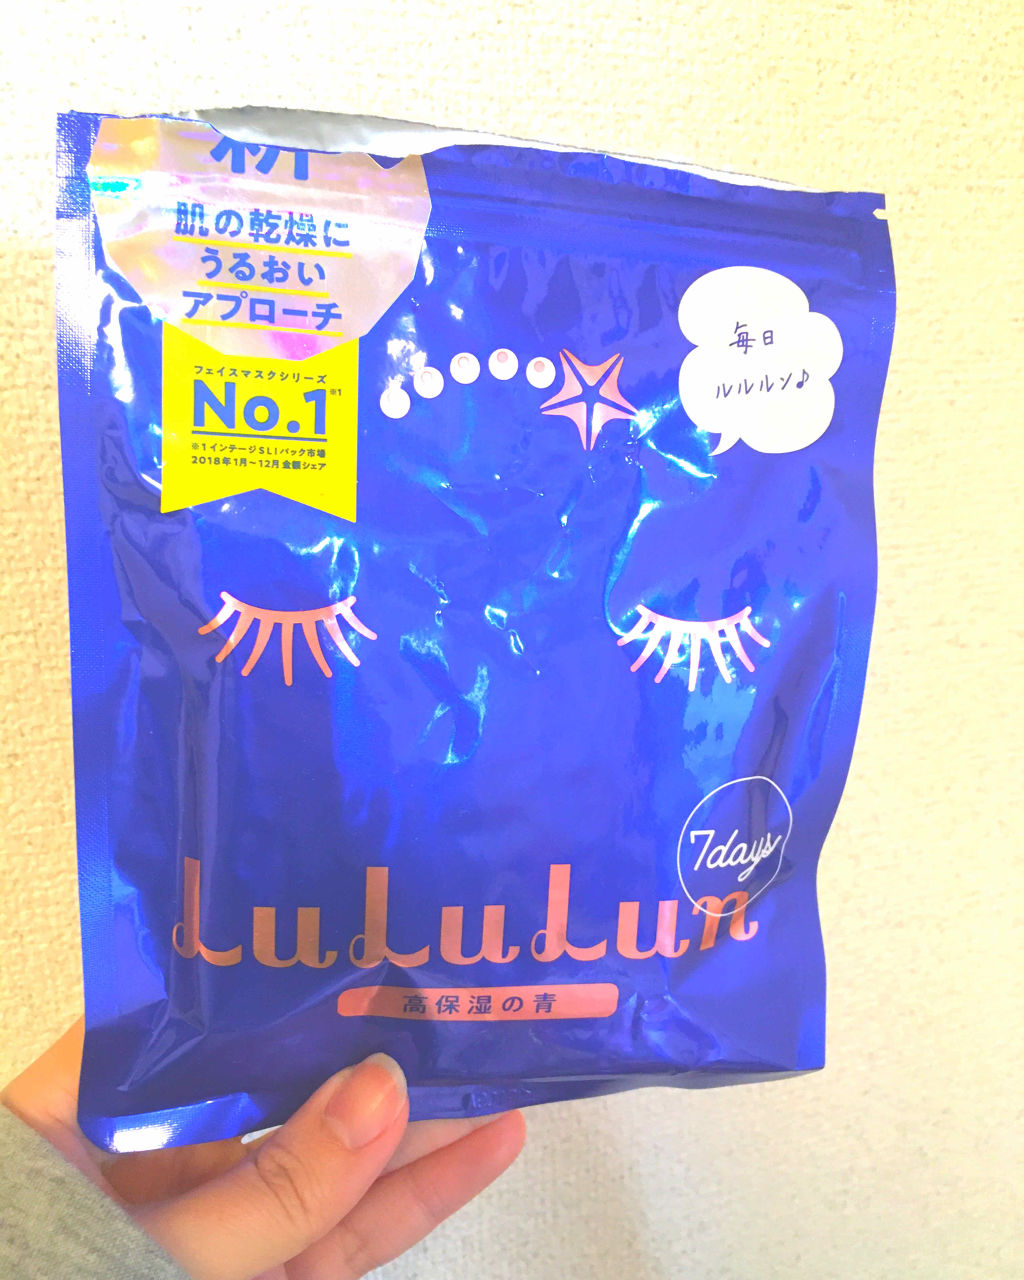 肌の乾燥に
うるおい
アプローチ
フェイスマスクシリーズ
No.1※1
※1 インテージSLIパック市場
2018年1月~12月 金額シェア
毎日
ルルルン♪
7days
LuLuLun
高保湿の青